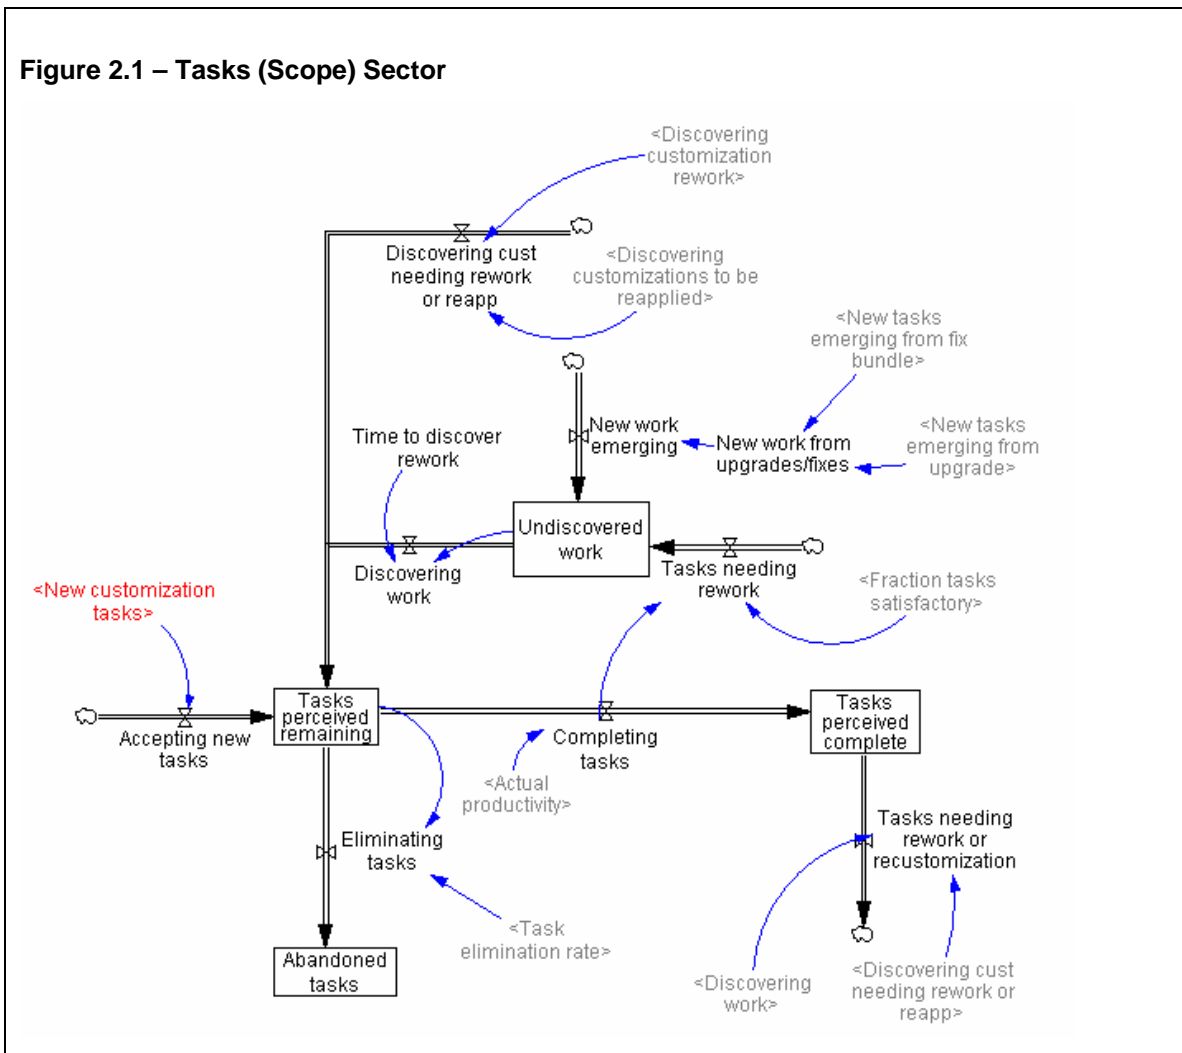 Figure 2.1 – Tasks (Scope) Sector
<Discovering
customization
rework>
Discovering cust
needing rework
or reapp
<Discovering
customizations to be
reapplied>
<New tasks
emerging from fix
bundle>
Time to discover
rework
New work
emerging
New work from
upgrades/fixes
<New tasks
emerging from
upgrade>
Undiscovered
work
Discovering
work
Tasks needing
rework
<Fraction tasks
satisfactory>
<New customization
tasks>
Accepting new
tasks
Tasks
perceived
remaining
Completing
tasks
Tasks
perceived
complete
<Actual
productivity>
Eliminating
tasks
Tasks needing
rework or
recustomization
<Task
elimination rate>
Abandoned
tasks
<Discovering
work>
<Discovering cust
needing rework or
reapp>